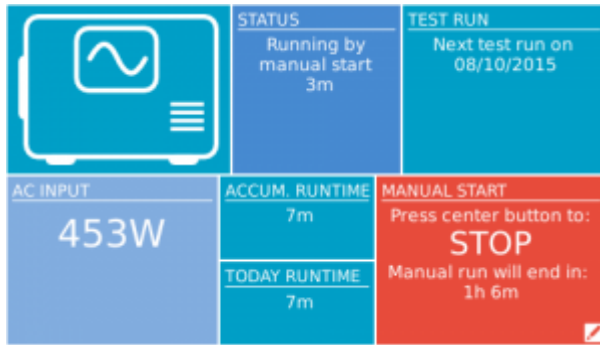 STATUS
Running by
manual start
3m
TEST RUN
Next test run on
08/10/2015
AC INPUT
453W
ACCUM. RUNTIME
7m
TODAY RUNTIME
7m
MANUAL START
Press center button to:
STOP
Manual run will end in:
1h 6m